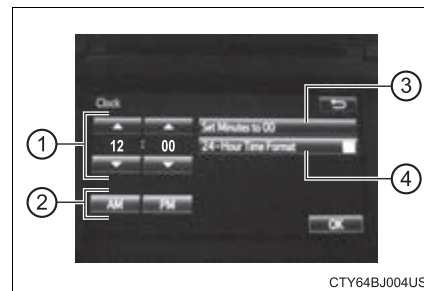 Clock
Set Minutes to 00
12 : 00
24-Hour Time Format
AM PM
OK
1
2
3
4
CTY64BJ004US